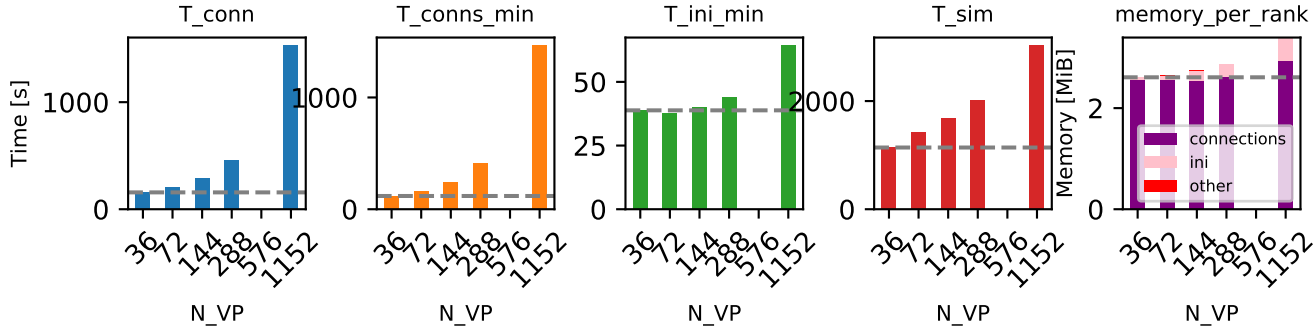 T_conn
T_conns_min
T_ini_min
T_sim
memory_per_rank
Time [s]
1000
0
36
72
144
288
576
1152
N_VP
1000
0
36
72
144
288
576
1152
N_VP
50
25
0
36
72
144
288
576
1152
N_VP
2000
0
36
72
144
288
576
1152
N_VP
Memory [MiB]
2
0
connections
ini
other
36
72
144
288
576
1152
N_VP